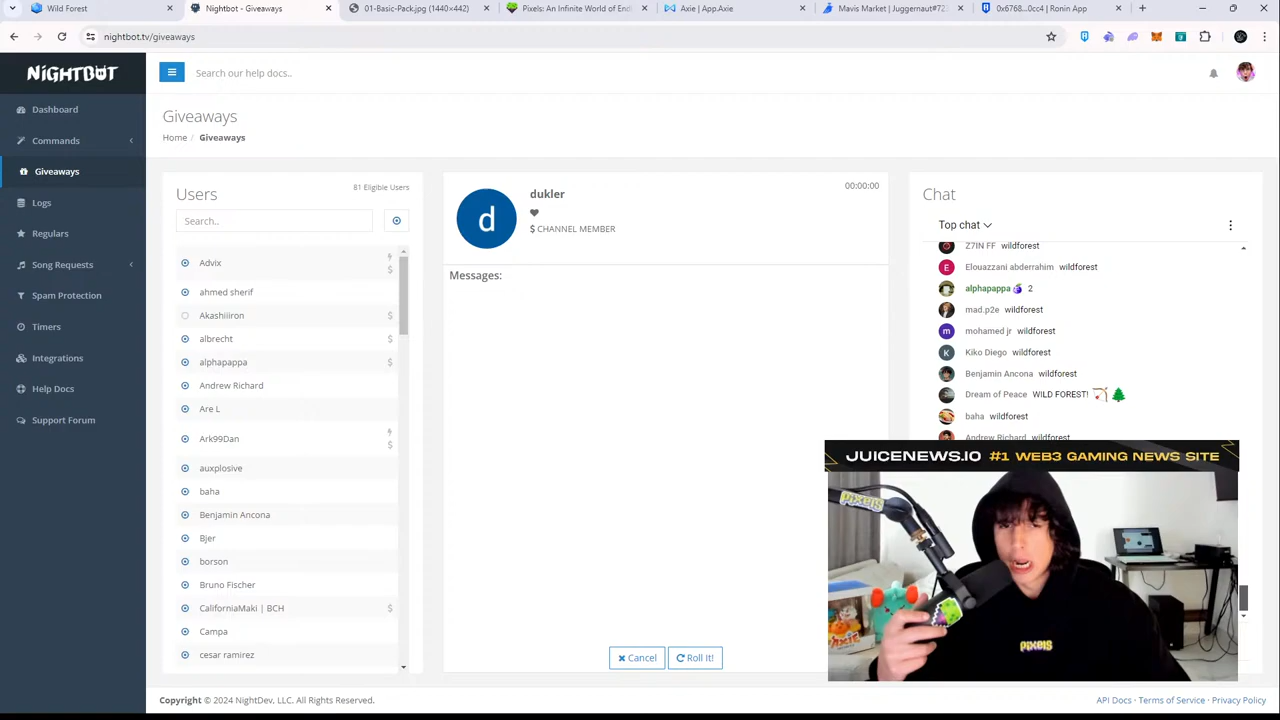 Wild Forest
Nightbot - Giveaways
01-Basic-Pack.jpg (1440×442)
Pixels: An Infinite World of End
Axie | App.Axie
Mavis Market | Juggernaut#72
0x6768...0cc4 | Ronin App
nightbot.tv/giveaways
NIGHTBOT
Search our help docs..
Dashboard
Commands
Giveaways
Logs
Regulars
Song Requests
Spam Protection
Timers
Integrations
Help Docs
Support Forum
Giveaways
Home / Giveaways
Users
81 Eligible Users
Search..
Advix
$
ahmed sherif
Akashiiiron $
albrecht $
alphapappa $
Andrew Richard
Are L
Ark99Dan
$
auxplosive
baha
Benjamin Ancona
Bjer
borson
Bruno Fischer
CaliforniaMaki | BCH $
Campa
cesar ramirez
d
dukler
00:00:00
$ CHANNEL MEMBER
Messages:
Cancel
Roll It!
Chat
Top chat
Z7IN FF wildforest
E Elouazzani abderrahim wildforest
alphapappa 2
mad.p2e wildforest
m mohamed jr wildforest
Kiko Diego wildforest
Benjamin Ancona wildforest
Dream of Peace WILD FOREST!
baha wildforest
Andrew Richard wildforest
JUICENEWS.IO #1 WEB3 GAMING NEWS SITE
PIXELS
PIXELS
Copyright © 2024 NightDev, LLC. All Rights Reserved.
API Docs · Terms of Service · Privacy Policy